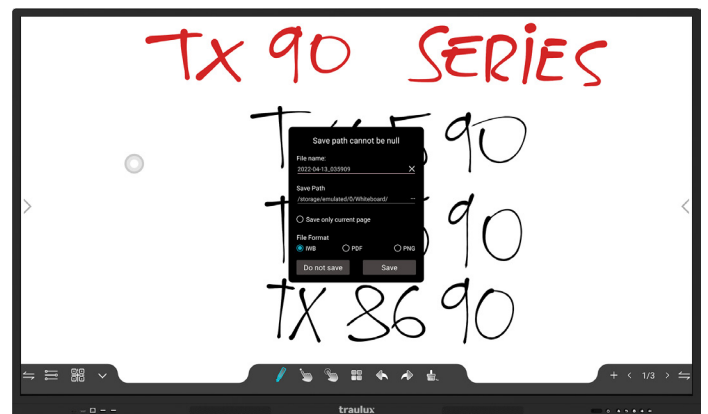 TX 90 SERIES
90
Save path cannot be null
File name:
2022-04-13_035909
Save Path
/storage/emulated/0/Whiteboard/
Save only current page
File Format
IWB PDF PNG
Do not save Save
90
TX 8690
1/3
traulux